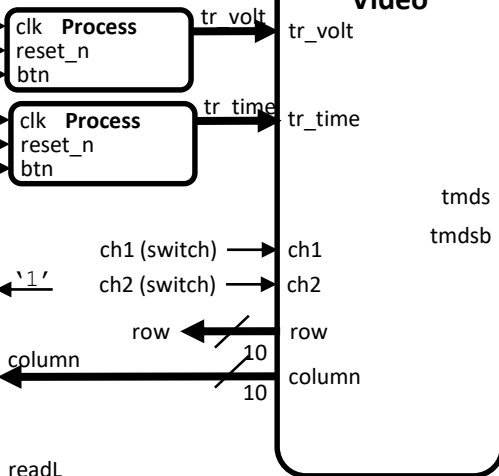 Video
clk Process
reset_n
btn
tr_volt
tr_volt
clk Process
reset_n
btn
tr_time
tr_time
tmds
tmdsb
ch1 (switch)
ch1
‘1’
ch2 (switch)
ch2
row
10
row
column
10
column
readL